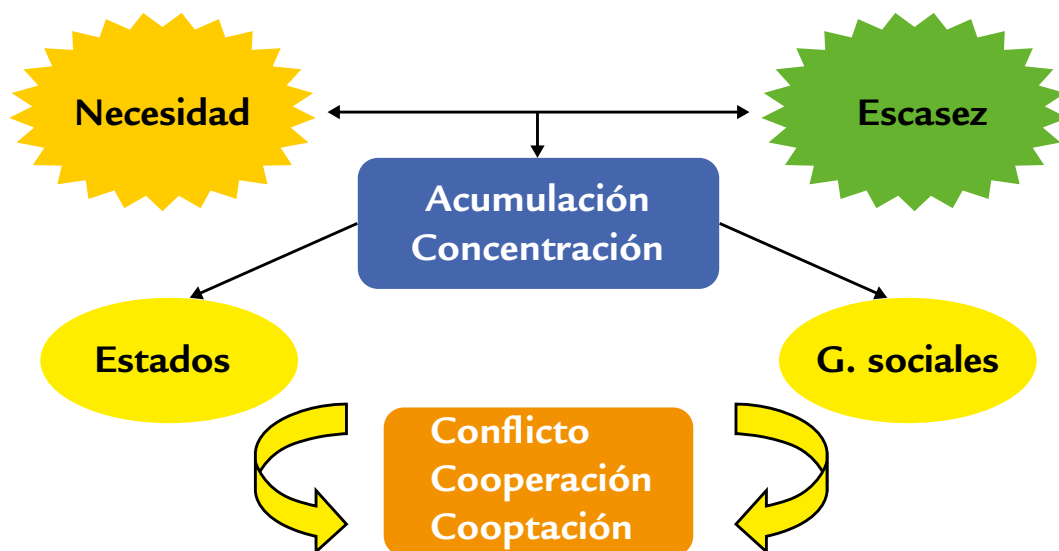 Necesidad
Escasez
Acumulación
Concentración
Estados
G. sociales
Conflicto
Cooperación
Cooptación